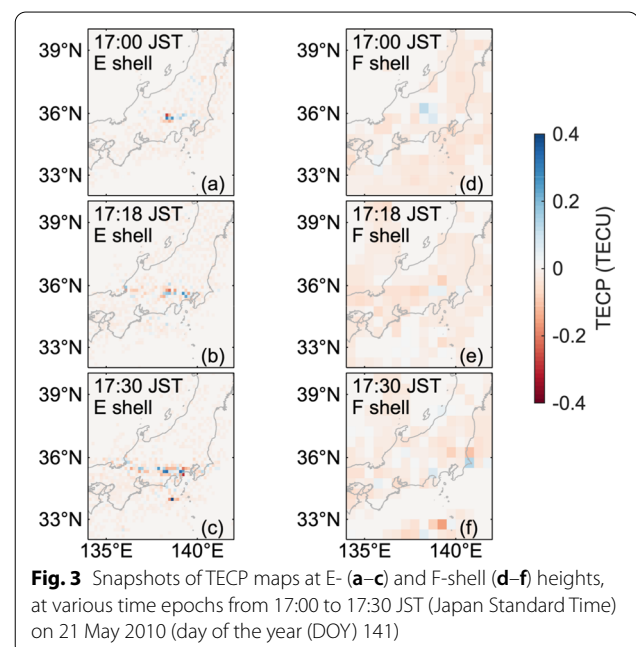 39°N
36°N
33°N
17:00 JST
E shell
(a)
17:00 JST
F shell
(d)
39°N
36°N
33°N
17:18 JST
E shell
(b)
39°N
36°N
33°N
17:18 JST
F shell
(e)
39°N
36°N
33°N
17:30 JST
E shell
(c)
39°N
36°N
33°N
17:30 JST
F shell
(f)
39°N
36°N
33°N
135°E 140°E
135°E 140°E
0.4
0.2
0
-0.2
-0.4
TECP (TECU)
Fig. 3 Snapshots of TECP maps at E- (a–c) and F-shell (d–f) heights,
at various time epochs from 17:00 to 17:30 JST (Japan Standard Time)
on 21 May 2010 (day of the year (DOY) 141)